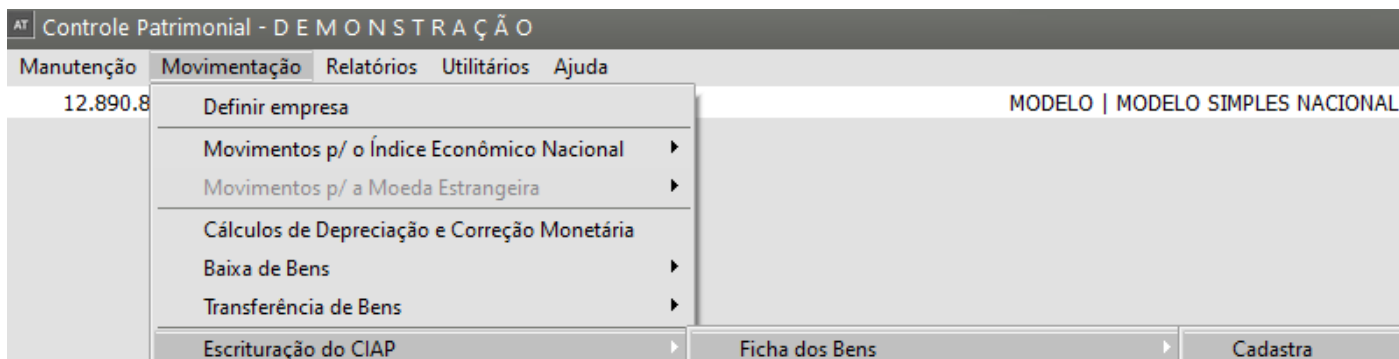 AT Controle Patrimonial - D E M O N S T R A Ç Ã O
Manutenção Movimentação Relatórios Utilitários Ajuda
12.890.8 MODELO | MODELO SIMPLES NACIONAL
Definir empresa
Movimentos p/ o Índice Econômico Nacional
Movimentos p/ a Moeda Estrangeira
Cálculos de Depreciação e Correção Monetária
Baixa de Bens
Transferência de Bens
Escrituração do CIAP Ficha dos Bens Cadastra